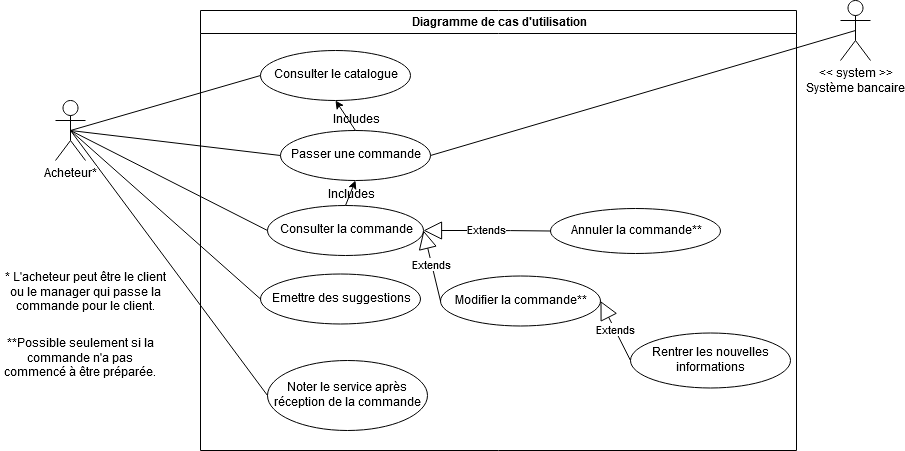 Diagramme de cas d'utilisation
<< system >>
Système bancaire
Consulter le catalogue
Includes
Passer une commande
Acheteur*
Includes
Consulter la commande
Extends
Annuler la commande**
Extends
* L'acheteur peut être le client
ou le manager qui passe la
commande pour le client.
Emettre des suggestions
Modifier la commande**
Extends
**Possible seulement si la
commande n'a pas
commencé à être préparée.
Rentrer les nouvelles
informations
Noter le service après
réception de la commande